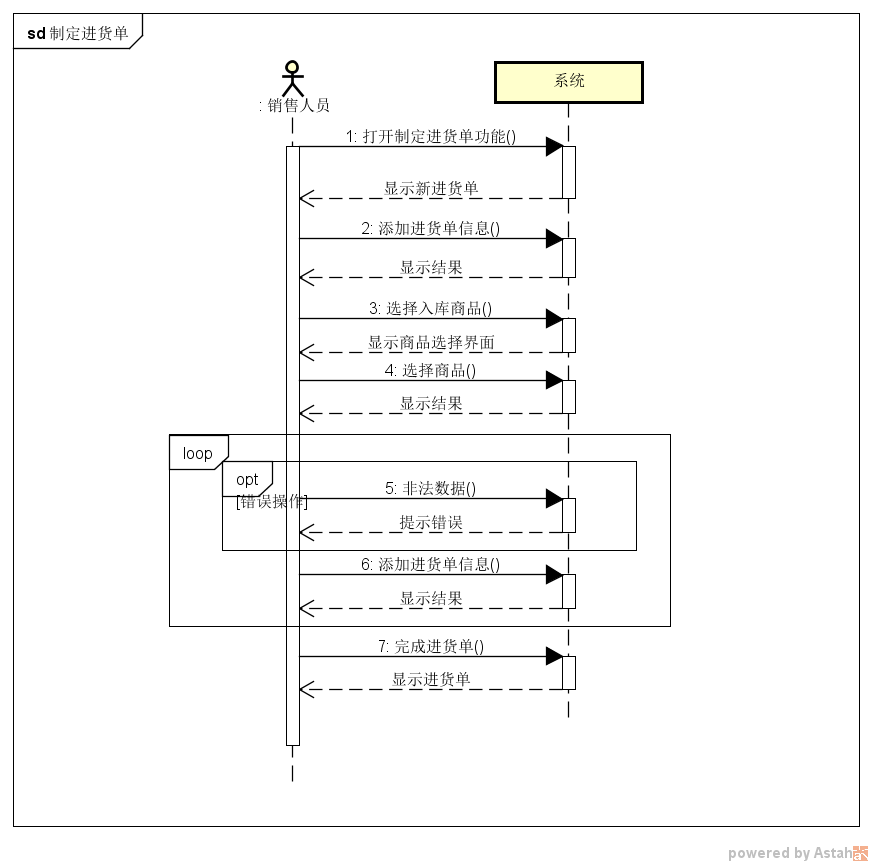 sd 制定进货单
系统
: 销售人员
1: 打开制定进货单功能()
显示新进货单
2: 添加进货单信息()
显示结果
3: 选择入库商品()
显示商品选择界面
4: 选择商品()
显示结果
loop
opt
[错误操作]
5: 非法数据()
提示错误
6: 添加进货单信息()
显示结果
7: 完成进货单()
显示进货单
powered by Astah